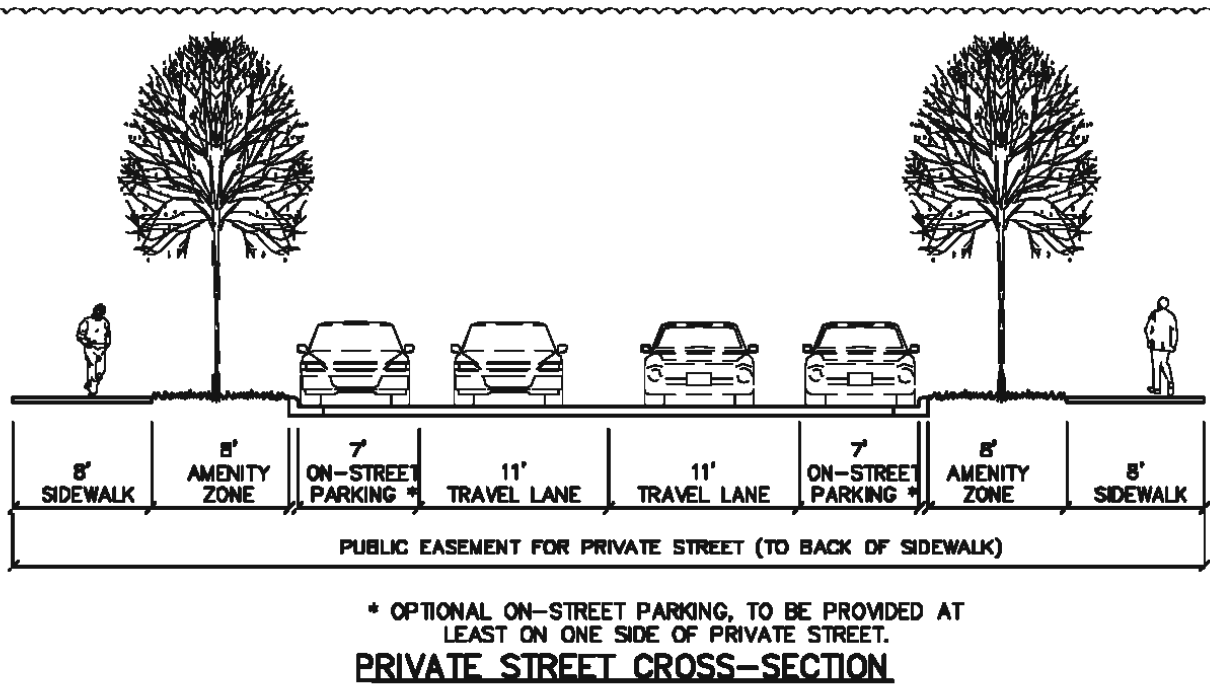 8'
SIDEWALK
8'
AMENITY
ZONE
7'
ON-STREET
PARKING *
11'
TRAVEL LANE
11'
TRAVEL LANE
7'
ON-STREET
PARKING *
8'
AMENITY
ZONE
8'
SIDEWALK
PUBLIC EASEMENT FOR PRIVATE STREET (TO BACK OF SIDEWALK)
* OPTIONAL ON-STREET PARKING, TO BE PROVIDED AT
LEAST ON ONE SIDE OF PRIVATE STREET.
PRIVATE STREET CROSS-SECTION